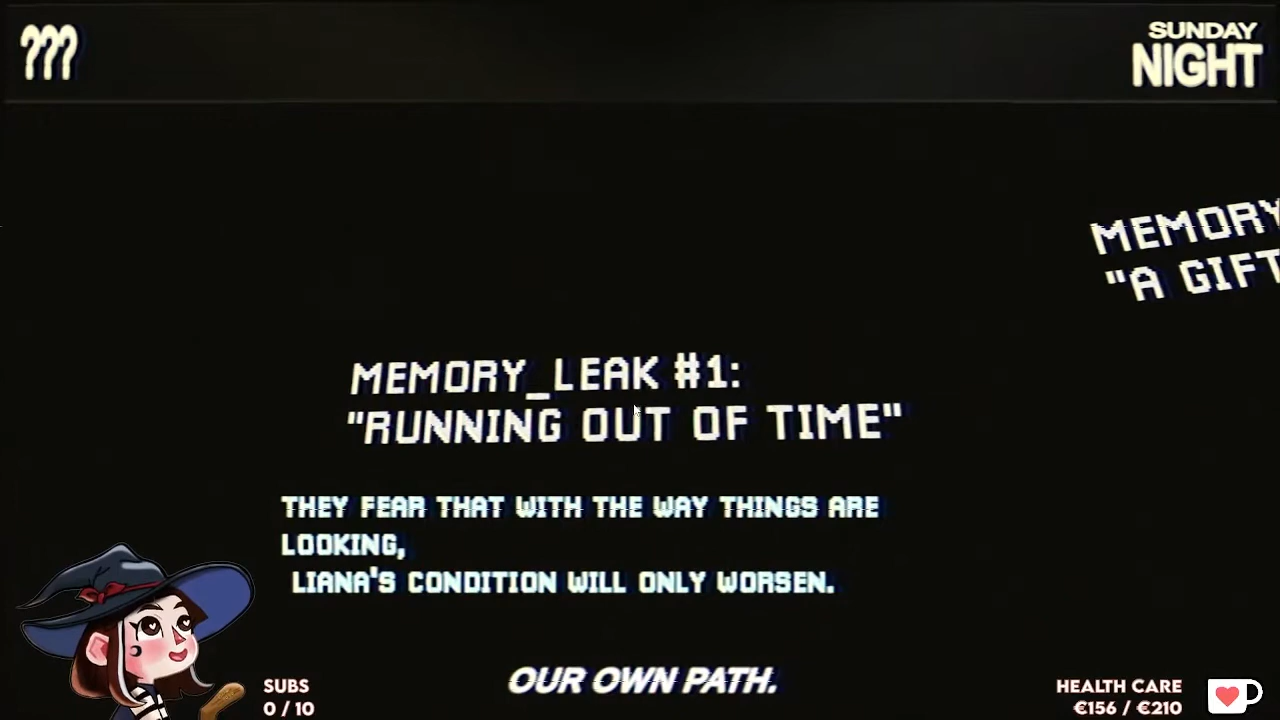 ???
SUNDAY
NIGHT
MEMORY
"A GIFT
MEMORY_LEAK #1:
"RUNNING OUT OF TIME"
THEY FEAR THAT WITH THE WAY THINGS ARE
LOOKING,
LIANA'S CONDITION WILL ONLY WORSEN.
OUR OWN PATH.
SUBS
0 / 10
HEALTH CARE
€156 / €210